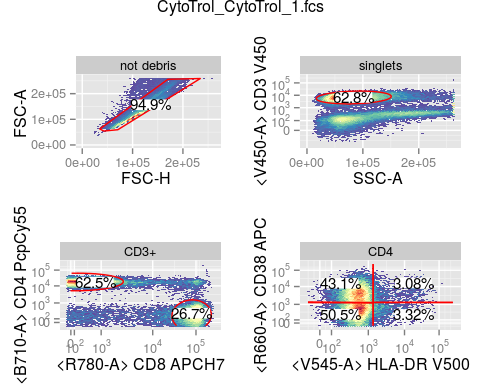 CytoTrol_CytoTrol_1.fcs
not debris
FSC-A
2e+05
1e+05
0e+00
94.9%
0e+00 1e+05 2e+05
FSC-H
singlets
<V450-A> CD3 V450
10^5
10^4
10^3
10^2
0
62.8%
0e+00 1e+05 2e+05
SSC-A
CD3+
<B710-A> CD4 PcpCy55
10^5
10^4
10^3
10^2
0
62.5%
26.7%
0 10^2 10^3 10^4 10^5
<R780-A> CD8 APCH7
CD4
<R660-A> CD38 APC
10^5
10^4
10^3
10^2
0
43.1% 3.08%
50.5% 3.32%
0 10^2 10^3 10^4 10^5
<V545-A> HLA-DR V500